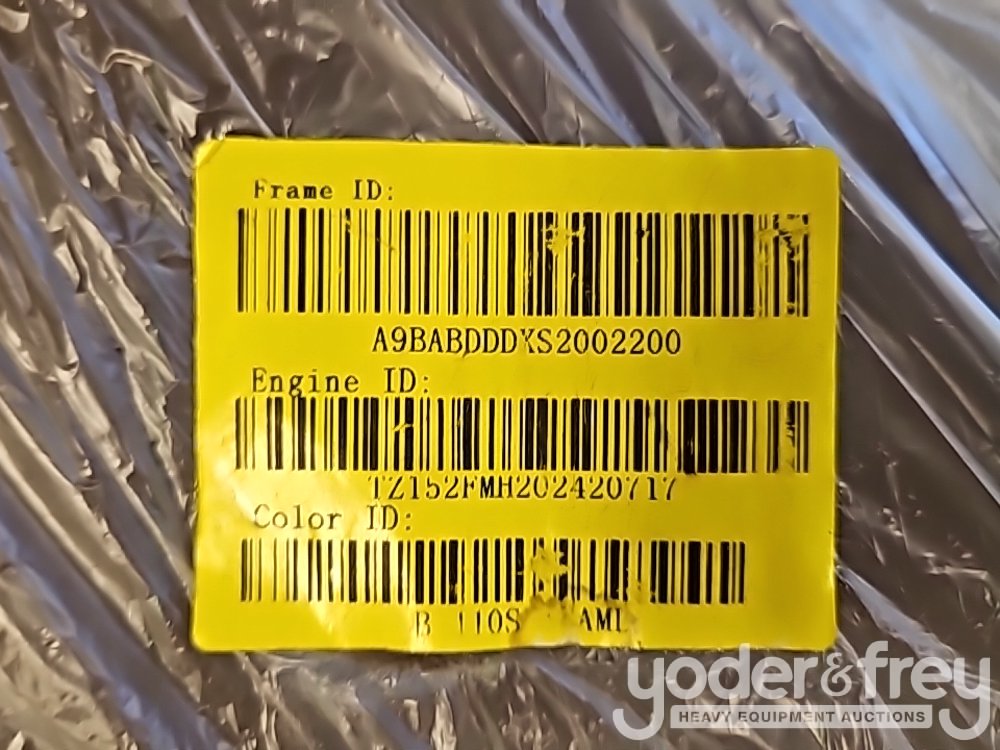 Frame ID:
A9BABDDDXS2002200
Engine ID:
TZ152FMH202420717
Color ID:
yoder&frey
HEAVY EQUIPMENT AUCTIONS